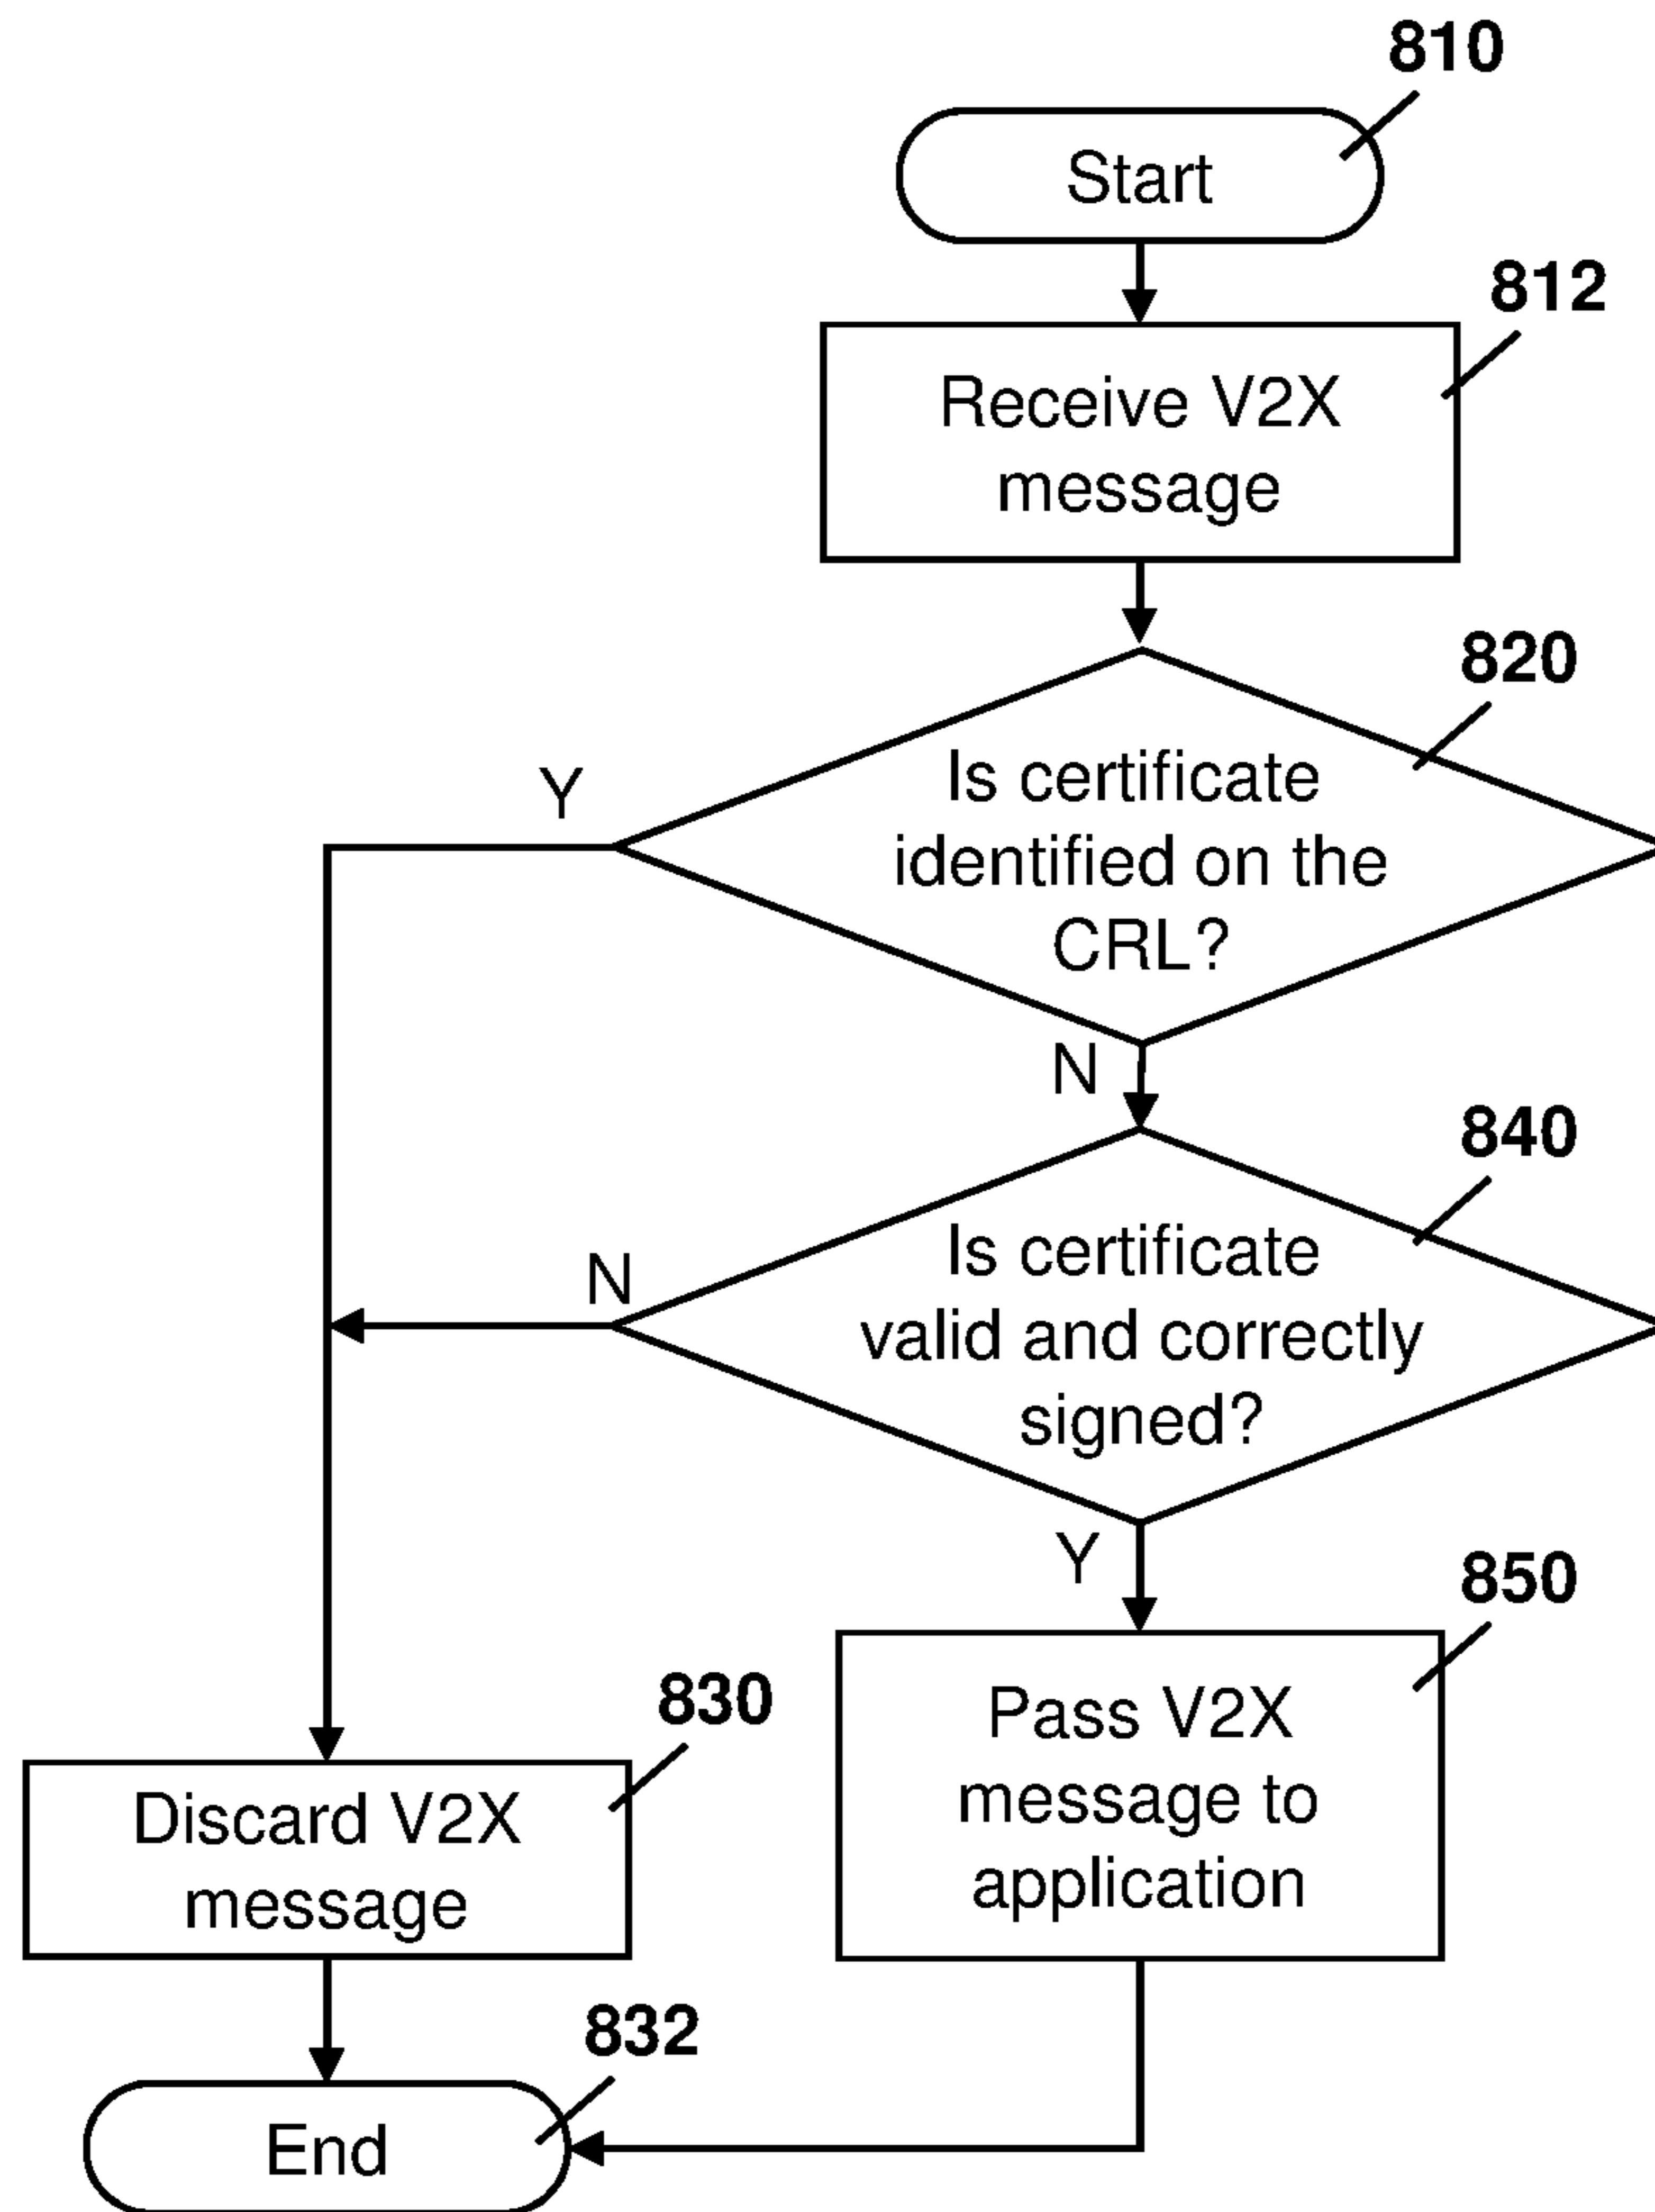 810
Start
812
Receive V2X
message
820
Is certificate
identified on the
CRL?
Y
N
840
Is certificate
valid and correctly
signed?
N
Y
850
Pass V2X
message to
application
830
Discard V2X
message
832
End